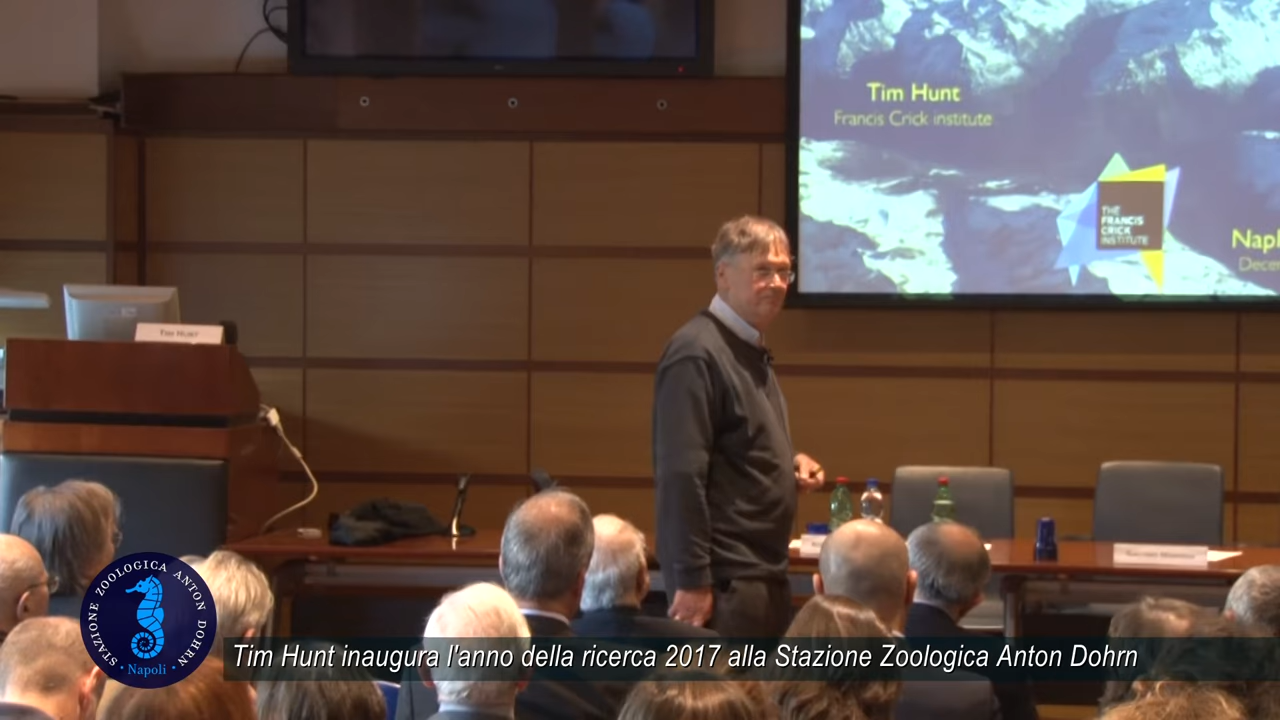 Tim Hunt
Francis Crick institute
THE
FRANCIS
CRICK
INSTITUTE
Napl
Decem
TIM HUNT
STAZIONE ZOOLOGICA ANTON DOHRN
• Napoli •
Tim Hunt inaugura l'anno della ricerca 2017 alla Stazione Zoologica Anton Dohrn